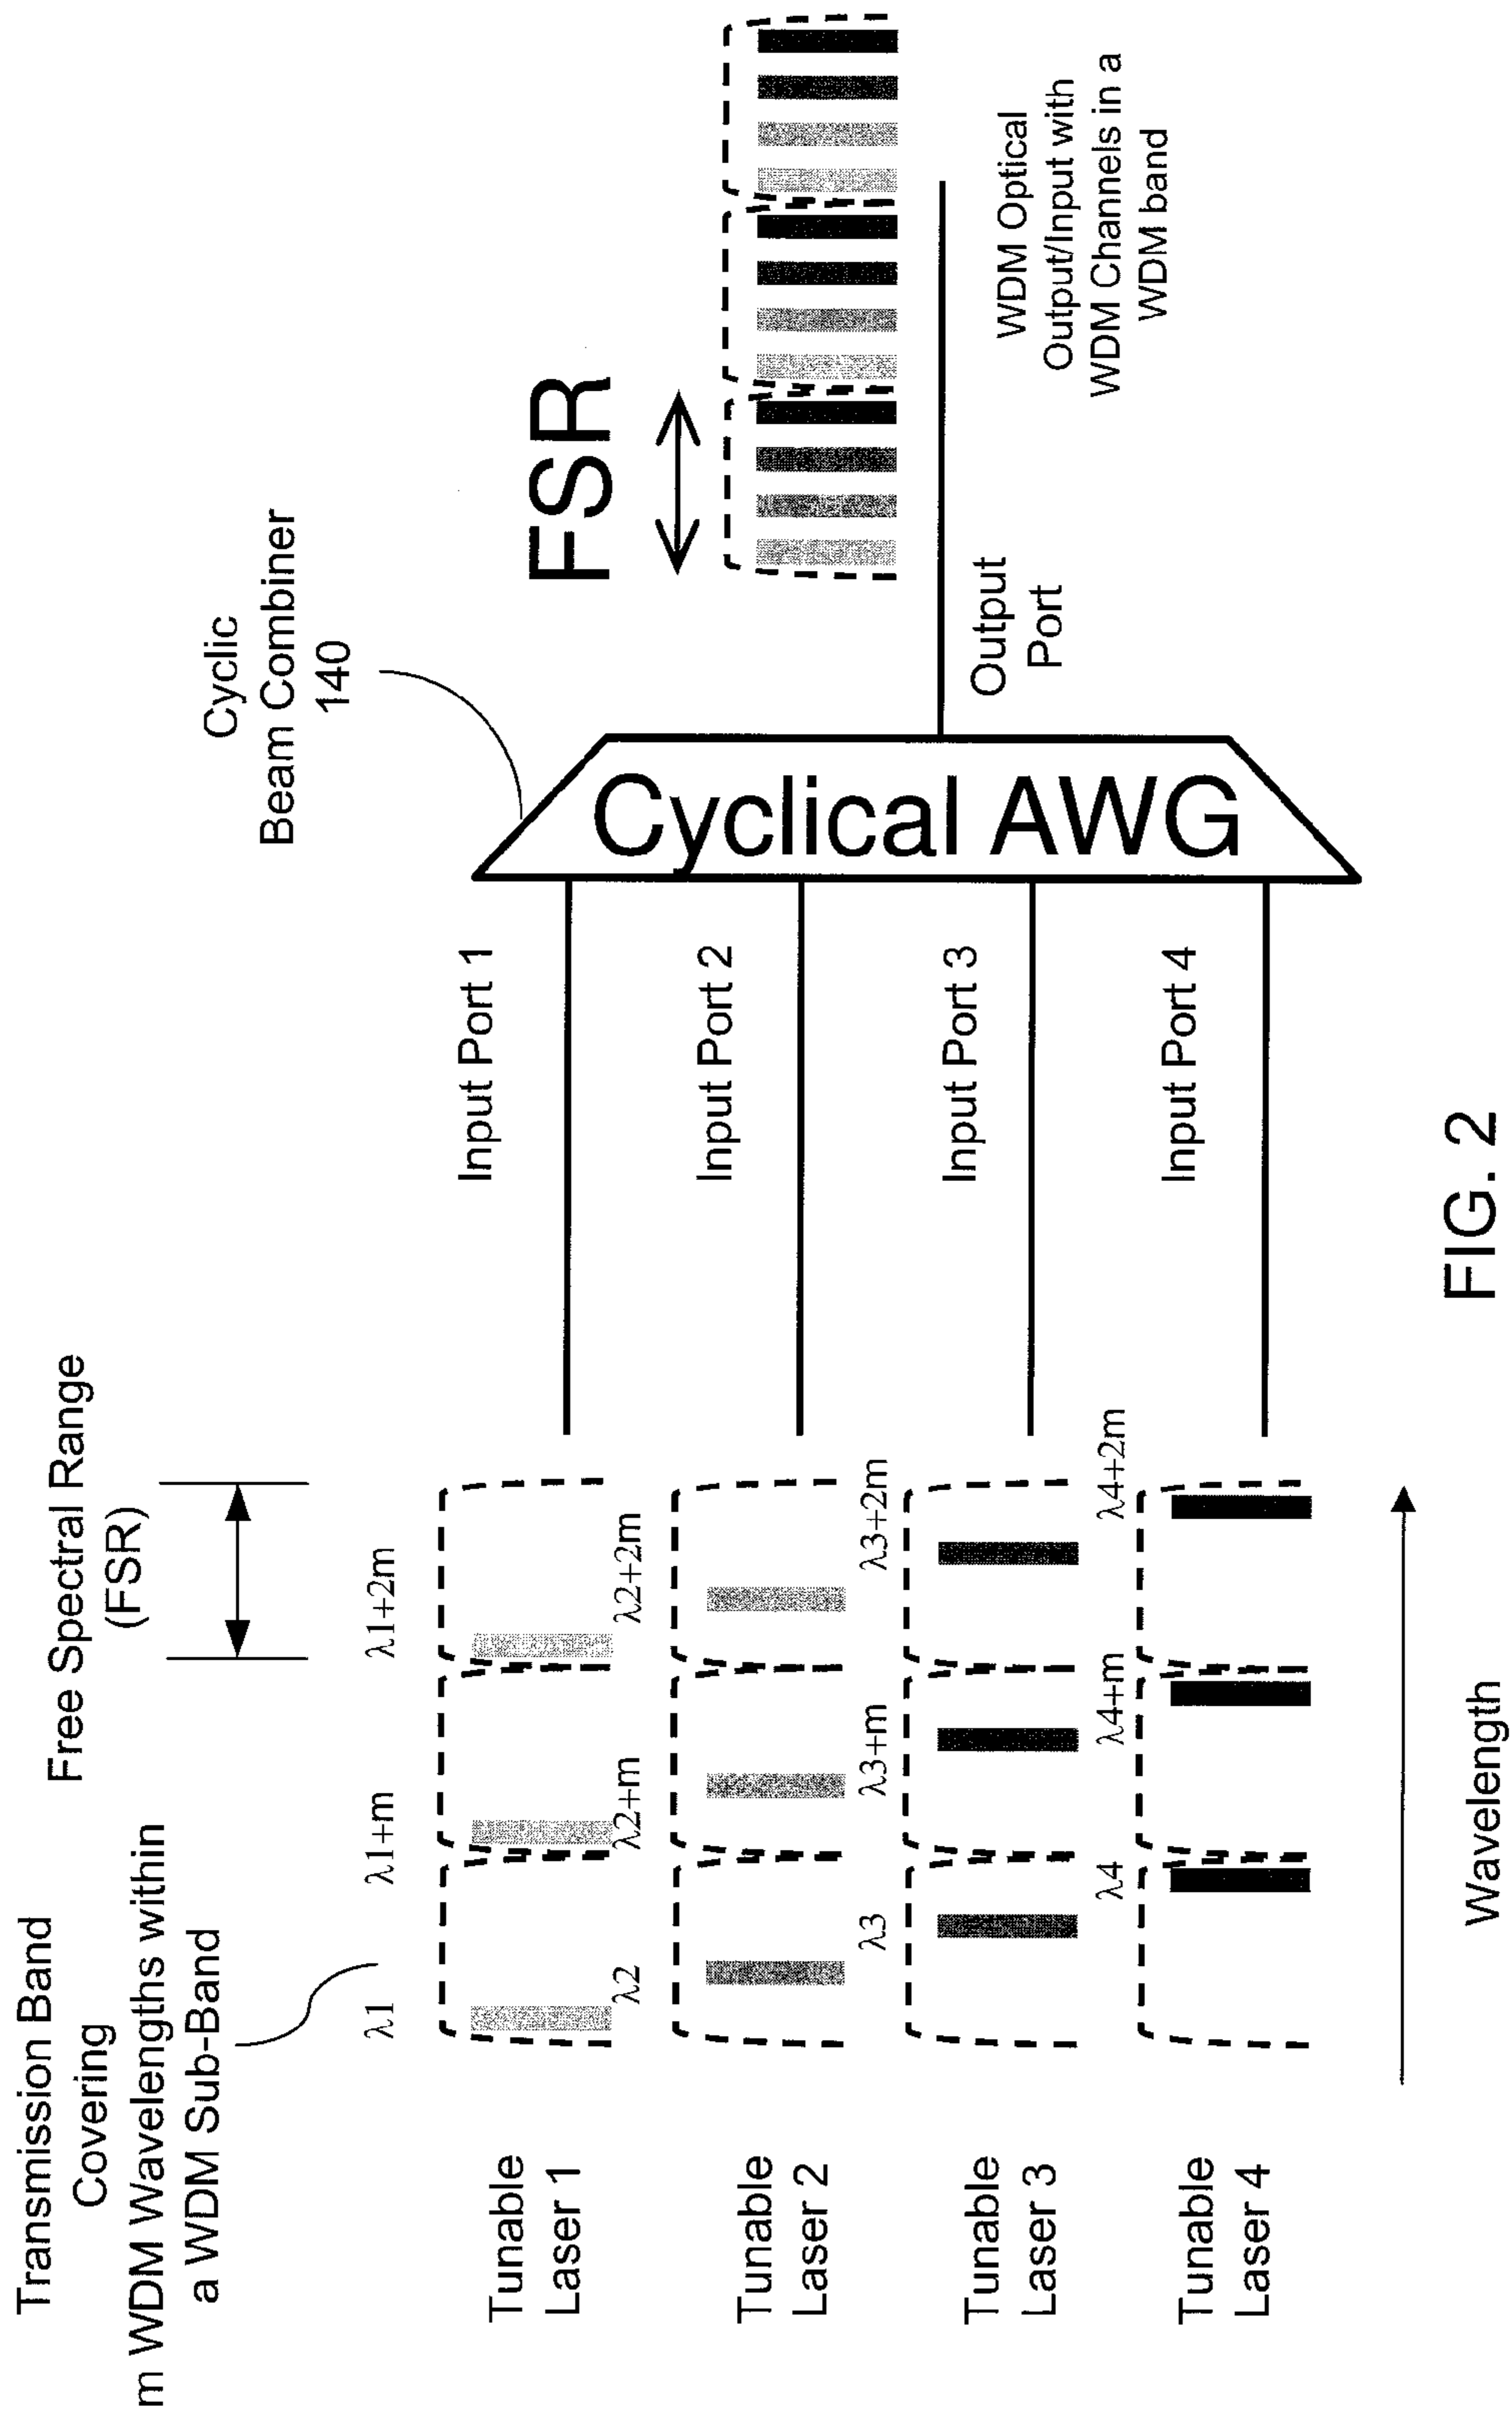 Transmission Band
Covering
m WDM Wavelengths within
a WDM Sub-Band
Free Spectral Range
(FSR)
Cyclic
Beam Combiner
140
λ1
λ1+m
λ1+2m
Tunable
Laser 1
Input Port 1
λ2
λ2+m
λ2+2m
Tunable
Laser 2
Input Port 2
λ3
λ3+m
λ3+2m
Tunable
Laser 3
Input Port 3
λ4
λ4+m
λ4+2m
Tunable
Laser 4
Input Port 4
Cyclical AWG
FSR
Output
Port
WDM Optical
Output/Input with
WDM Channels in a
WDM band
Wavelength
FIG. 2